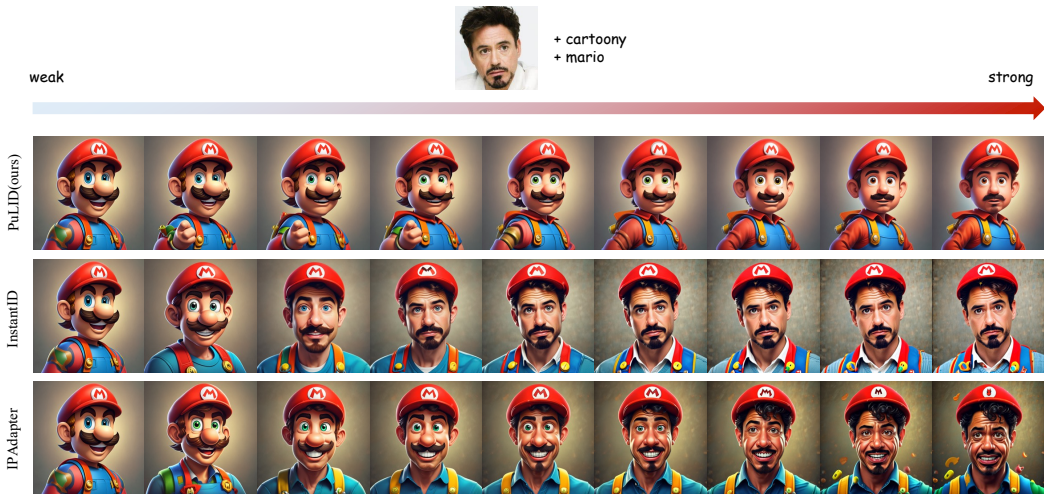 + cartoony
+ mario
weak
strong
PuLID(ours)
InstantID
IPAdapter